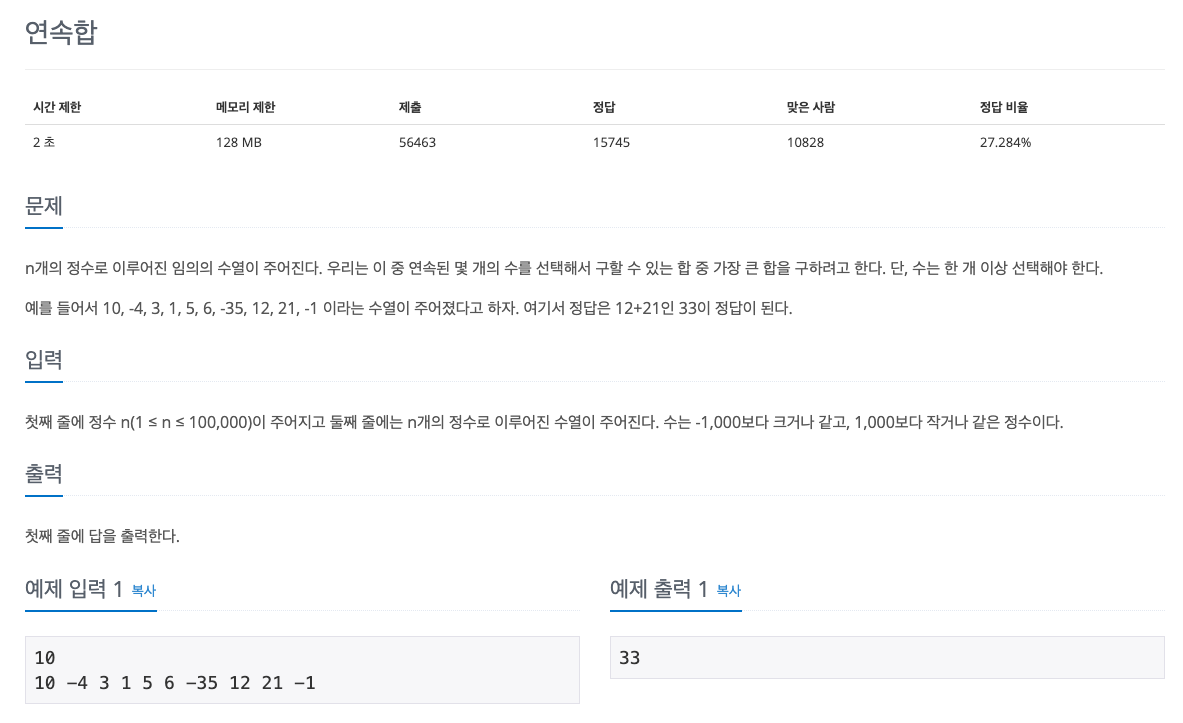 연속합
시간 제한 메모리 제한 제출 정답 맞은 사람 정답 비율
2 초 128 MB 56463 15745 10828 27.284%
문제
n개의 정수로 이루어진 임의의 수열이 주어진다. 우리는 이 중 연속된 몇 개의 수를 선택해서 구할 수 있는 합 중 가장 큰 합을 구하려고 한다. 단, 수는 한 개 이상 선택해야 한다.
예를 들어서 10, -4, 3, 1, 5, 6, -35, 12, 21, -1 이라는 수열이 주어졌다고 하자. 여기서 정답은 12+21인 33이 정답이 된다.
입력
첫째 줄에 정수 n(1 ≤ n ≤ 100,000)이 주어지고 둘째 줄에는 n개의 정수로 이루어진 수열이 주어진다. 수는 -1,000보다 크거나 같고, 1,000보다 작거나 같은 정수이다.
출력
첫째 줄에 답을 출력한다.
예제 입력 1 복사
10
10 -4 3 1 5 6 -35 12 21 -1
예제 출력 1 복사
33